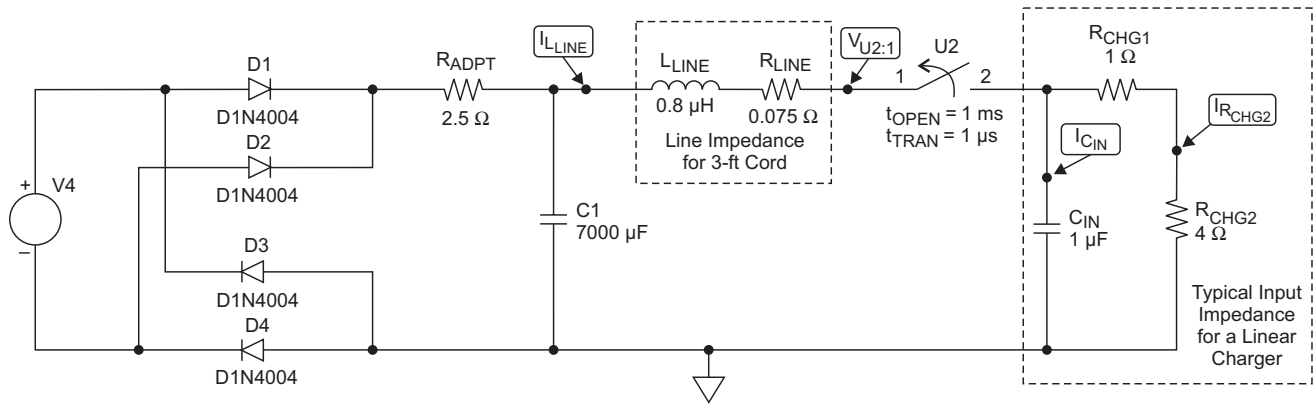 D1
D1N4004
D2
D1N4004
D3
D1N4004
D4
D1N4004
+
V4
–
RADPT
2.5 Ω
C1
7000 µF
ILLINE
LLINE
0.8 µH
RLINE
0.075 Ω
Line Impedance
for 3-ft Cord
VU2:1
U2
1
2
tOPEN = 1 ms
tTRAN = 1 µs
RCHG1
1 Ω
IRCHG2
ICIN
CIN
1 µF
RCHG2
4 Ω
Typical Input
Impedance
for a Linear
Charger